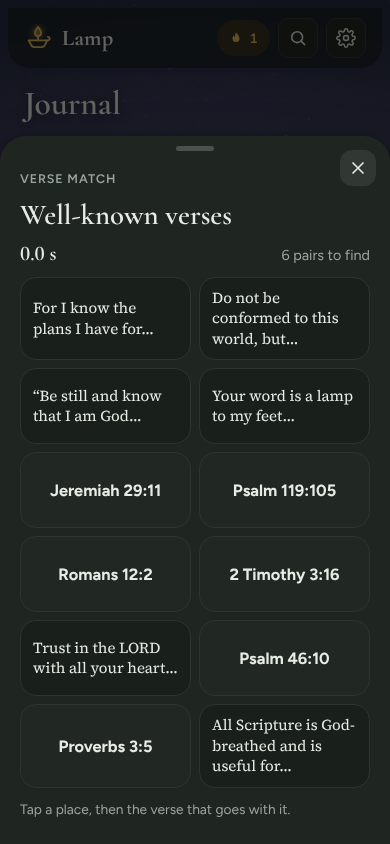 Lamp
1
Journal
VERSE MATCH
Well-known verses
0.0 s
6 pairs to find
For I know the
plans I have for...
Do not be
conformed to this
world, but...
“Be still and know
that I am God...
Your word is a lamp
to my feet...
Jeremiah 29:11
Psalm 119:105
Romans 12:2
2 Timothy 3:16
Trust in the LORD
with all your heart...
Psalm 46:10
Proverbs 3:5
All Scripture is God-
breathed and is
useful for...
Tap a place, then the verse that goes with it.